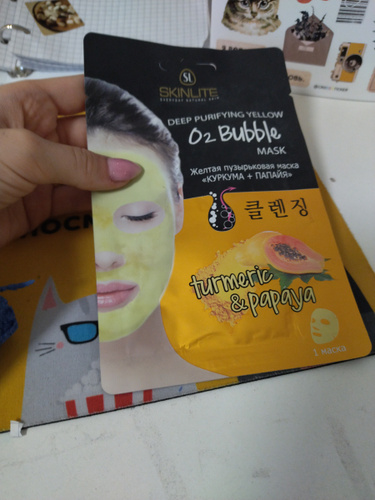 SL
SKINLITE
EVERYDAY NATURAL SKIN
DEEP PURIFYING YELLOW
O2 Bubble
MASK
Желтая пузырьковая маска
«КУРКУМА + ПАПАЙЯ»
클렌징
turmeric
& papaya
1 маска